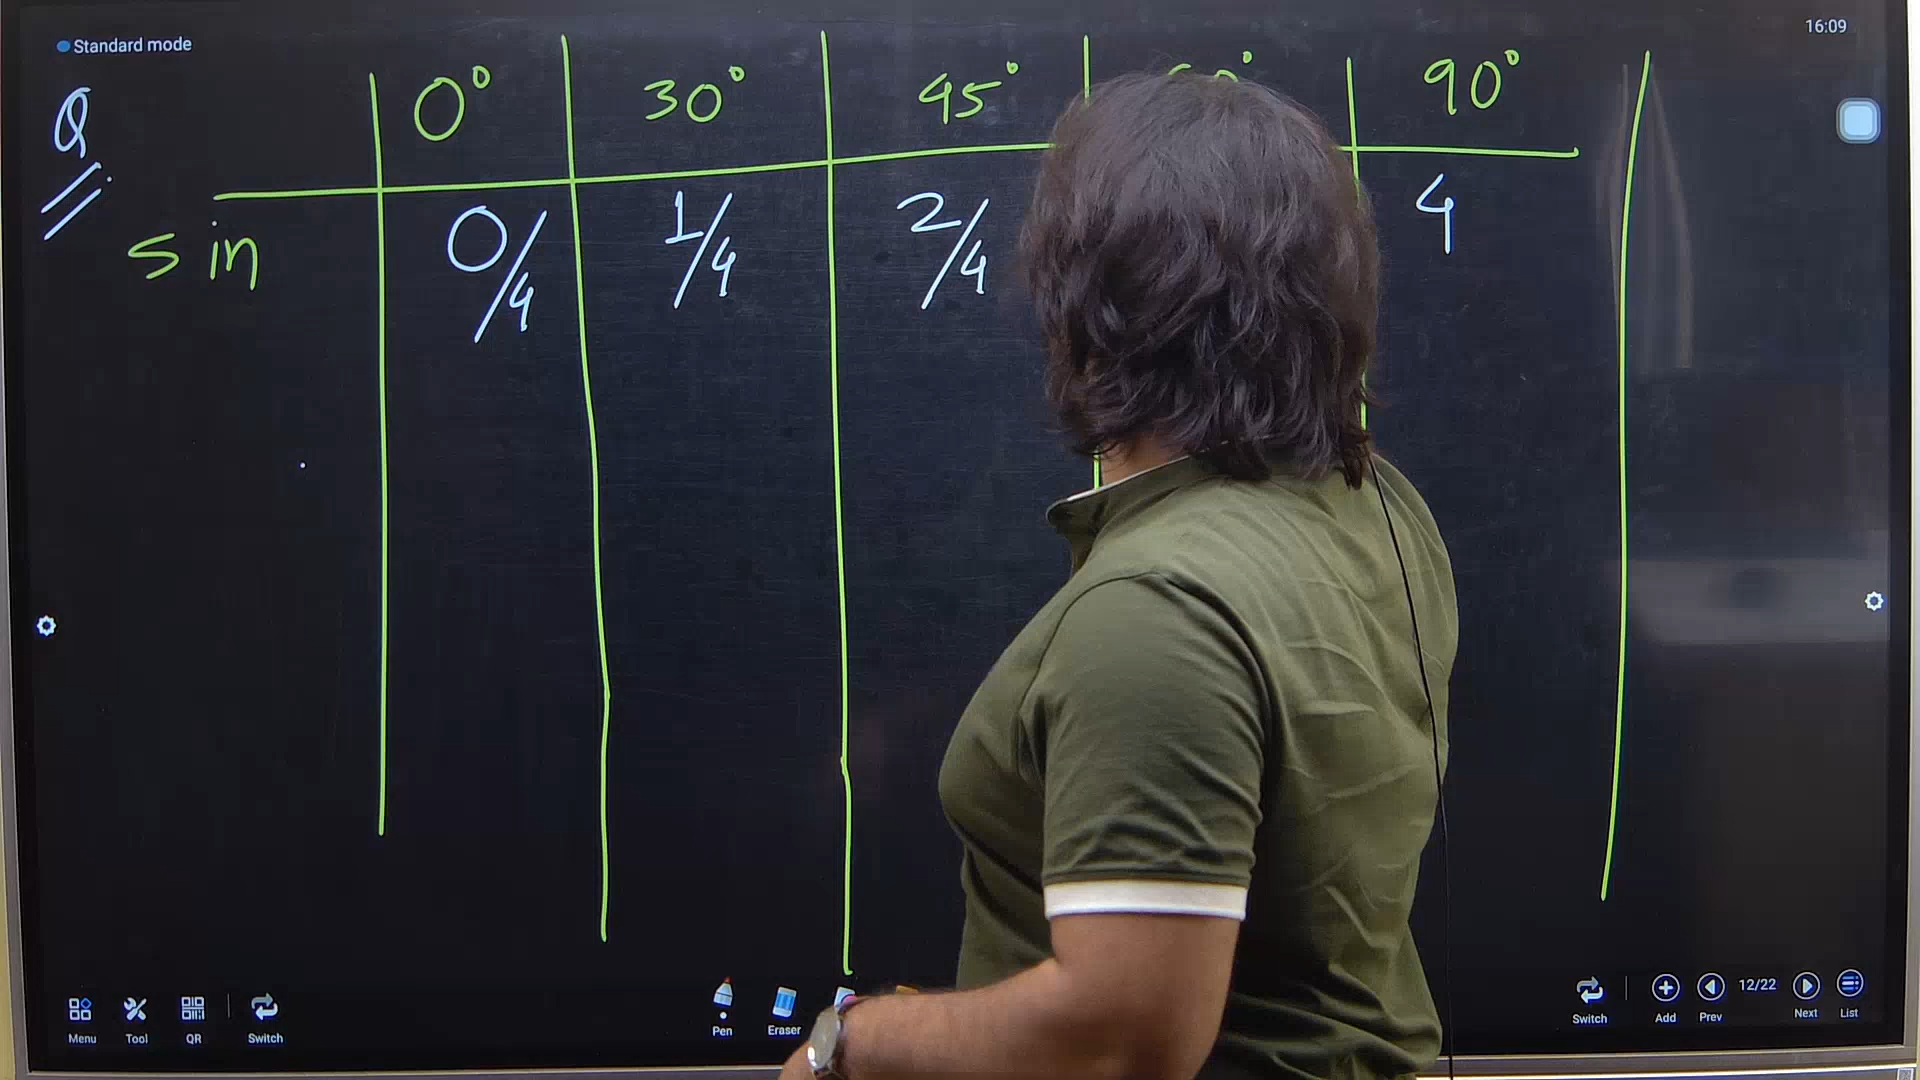 Standard mode
16:09
Q
0° 30° 45° 90°
sin 0/4 1/4 2/4 4
Menu Tool QR Switch
Pen Eraser
Switch Add Prev 12/22 Next List